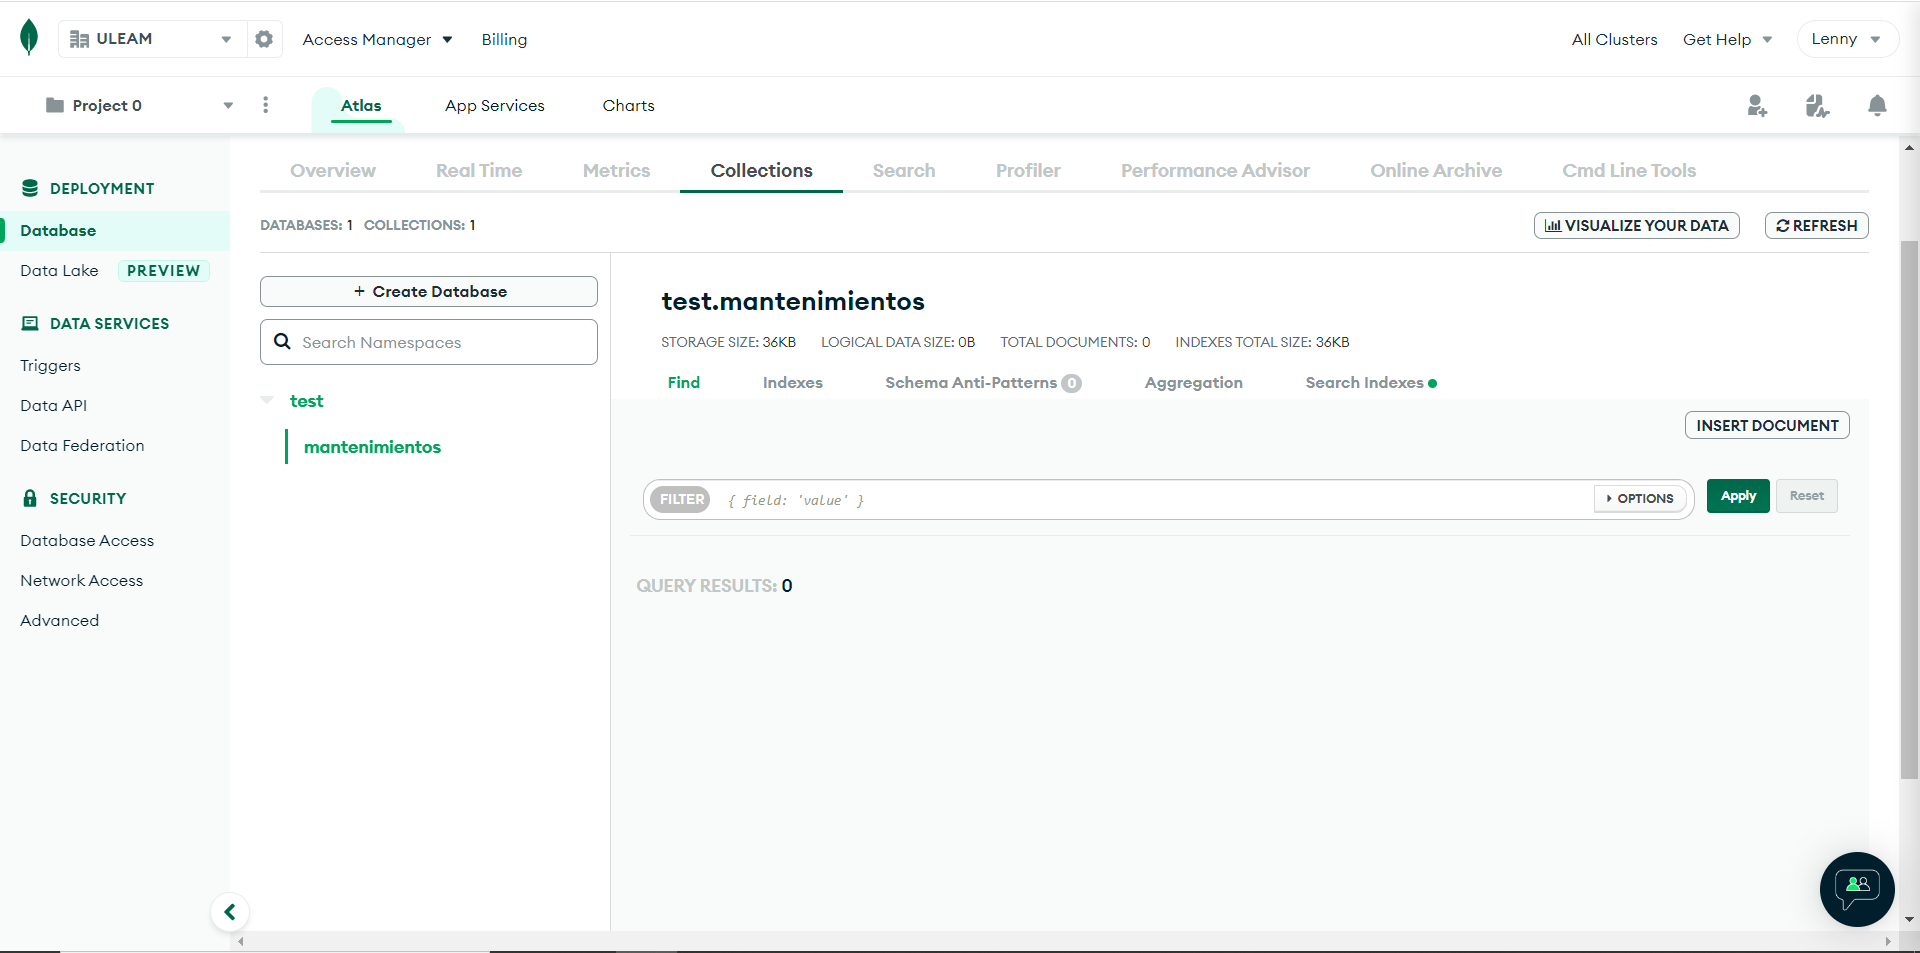 ULEAM
Access Manager
Billing
All Clusters
Get Help
Lenny
Project 0
Atlas
App Services
Charts
DEPLOYMENT
Database
Data Lake PREVIEW
DATA SERVICES
Triggers
Data API
Data Federation
SECURITY
Database Access
Network Access
Advanced
Overview
Real Time
Metrics
Collections
Search
Profiler
Performance Advisor
Online Archive
Cmd Line Tools
DATABASES: 1 COLLECTIONS: 1
VISUALIZE YOUR DATA
REFRESH
+ Create Database
Search Namespaces
test
mantenimientos
test.mantenimientos
STORAGE SIZE: 36KB LOGICAL DATA SIZE: 0B TOTAL DOCUMENTS: 0 INDEXES TOTAL SIZE: 36KB
Find
Indexes
Schema Anti-Patterns 0
Aggregation
Search Indexes
INSERT DOCUMENT
FILTER { field: 'value' }
OPTIONS
Apply
Reset
QUERY RESULTS: 0